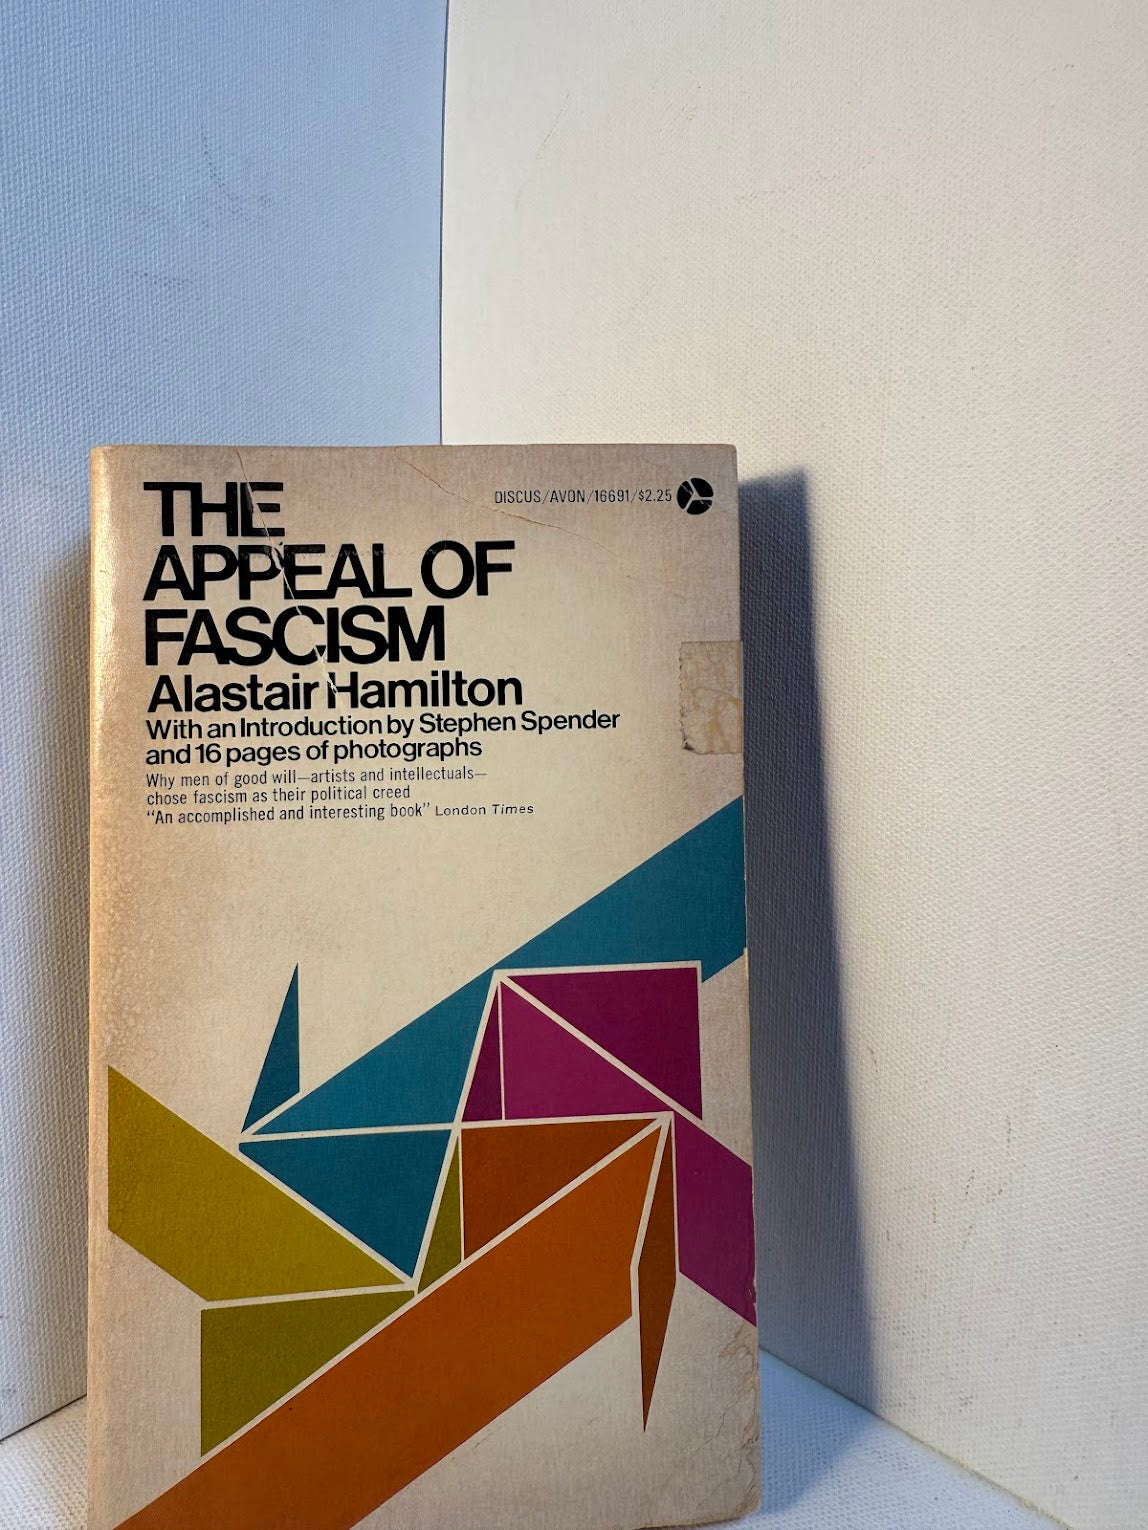 DISCUS/AVON/16691/$2.25
THE
APPEAL OF
FASCISM
Alastair Hamilton
With an Introduction by Stephen Spender
and 16 pages of photographs
Why men of good will—artists and intellectuals—
chose fascism as their political creed
"An accomplished and interesting book" London Times